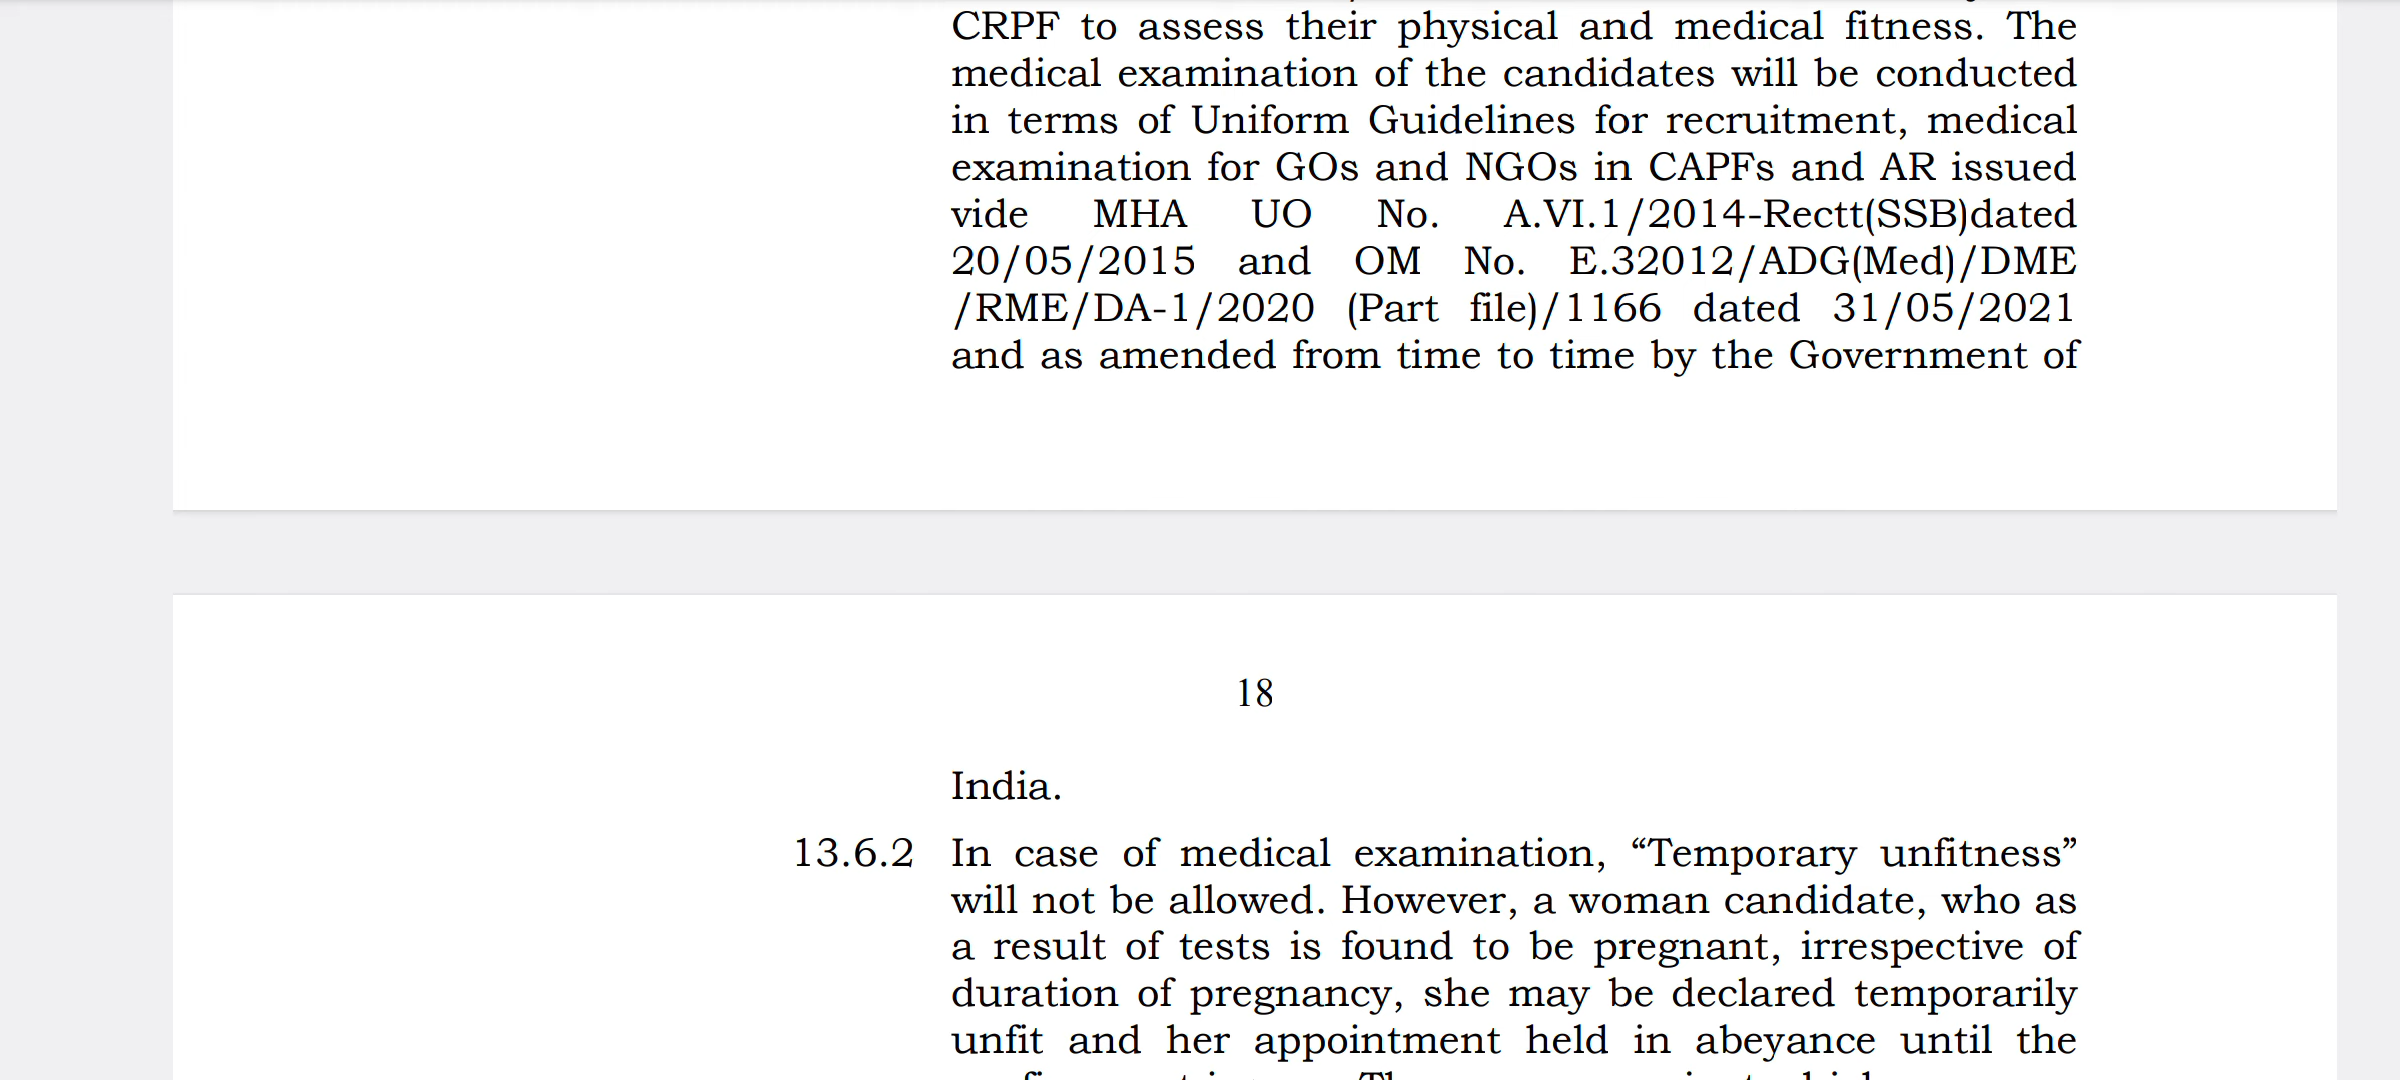 CRPF to assess their physical and medical fitness. The
medical examination of the candidates will be conducted
in terms of Uniform Guidelines for recruitment, medical
examination for GOs and NGOs in CAPFs and AR issued
vide MHA UO No. A.VI.1/2014-Rectt(SSB)dated
20/05/2015 and OM No. E.32012/ADG(Med)/DME
/RME/DA-1/2020 (Part file)/1166 dated 31/05/2021
and as amended from time to time by the Government of
18
India.
13.6.2 In case of medical examination, “Temporary unfitness”
will not be allowed. However, a woman candidate, who as
a result of tests is found to be pregnant, irrespective of
duration of pregnancy, she may be declared temporarily
unfit and her appointment held in abeyance until the